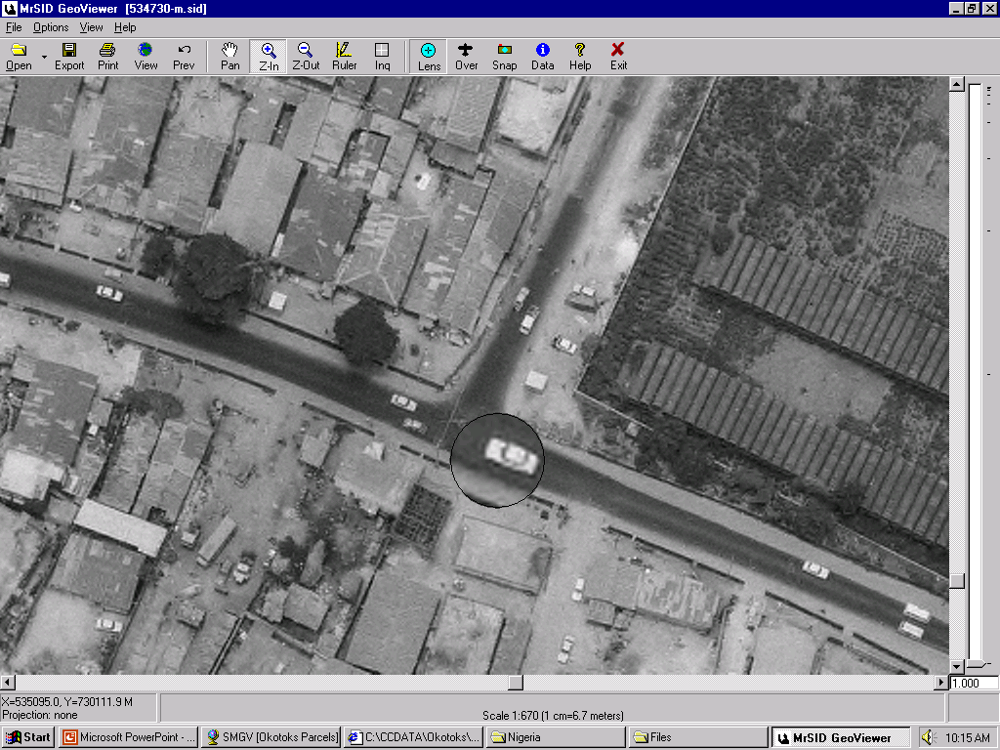 MrSID GeoViewer [534730-m.sid]
File Options View Help
Open Export Print View Prev Pan Z-In Z-Out Ruler Inq Lens Over Snap Data Help Exit
1.000
X=535095.0, Y=730111.9 M
Projection: none
Scale 1:670 (1 cm=6.7 meters)
Start Microsoft PowerPoint - ... SMGV [Okotoks Parcels] C:\CCDATA\Okotoks\... Nigeria Files MrSID GeoViewer 10:15 AM